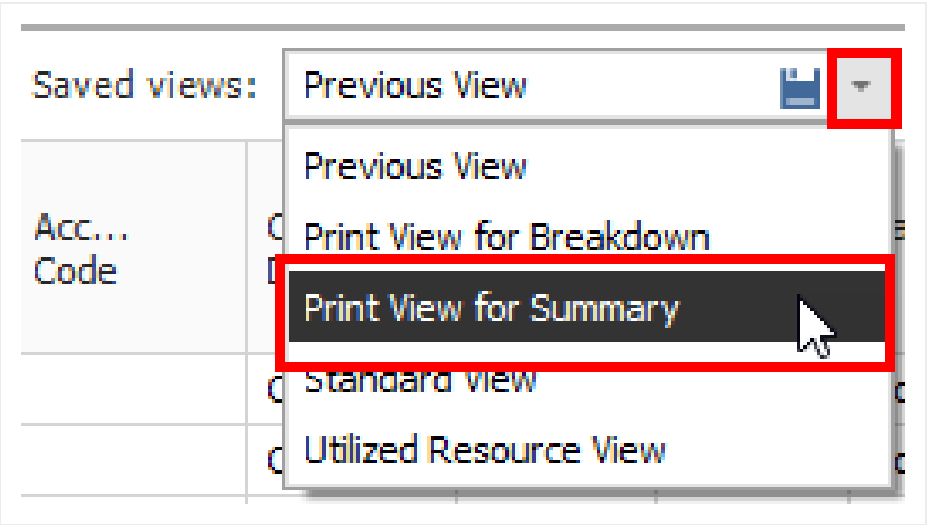 Saved views: Previous View
Previous View
Acc...
Code
Print View for Breakdown
Print View for Summary
Standard View
Utilized Resource View